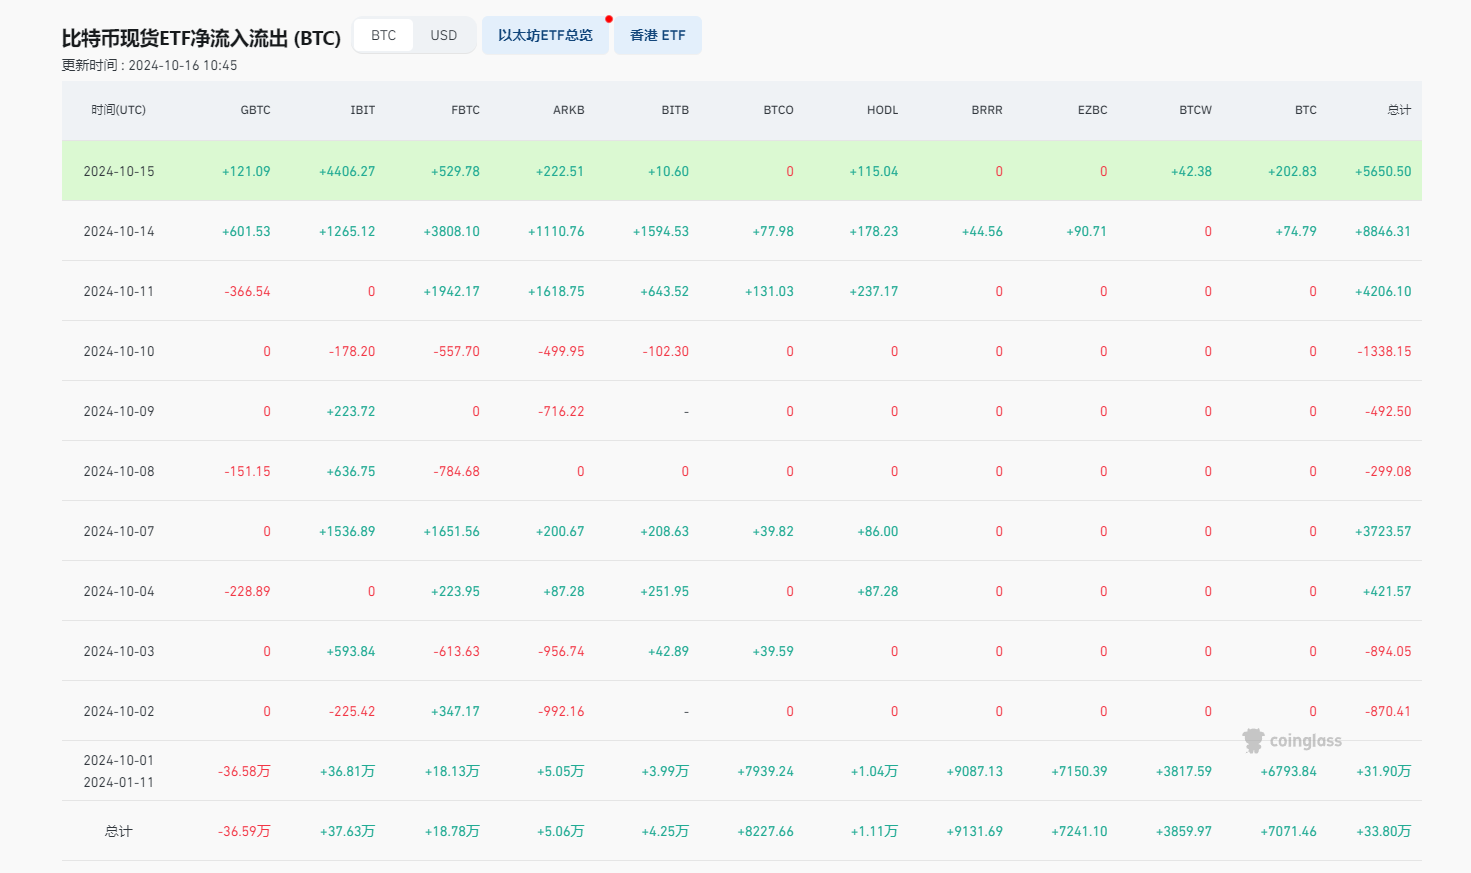 比特币现货ETF净流入流出 (BTC) BTC USD 以太坊ETF总览 香港 ETF
更新时间 : 2024-10-16 10:45
时间(UTC) GBTC IBIT FBTC ARKB BITB BTCO HODL BRRR EZBC BTCW BTC 总计
2024-10-15 +121.09 +4406.27 +529.78 +222.51 +10.60 0 +115.04 0 0 +42.38 +202.83 +5650.50
2024-10-14 +601.53 +1265.12 +3808.10 +1110.76 +1594.53 +77.98 +178.23 +44.56 +90.71 0 +74.79 +8846.31
2024-10-11 -366.54 0 +1942.17 +1618.75 +643.52 +131.03 +237.17 0 0 0 0 +4206.10
2024-10-10 0 -178.20 -557.70 -499.95 -102.30 0 0 0 0 0 0 -1338.15
2024-10-09 0 +223.72 0 -716.22 - 0 0 0 0 0 0 -492.50
2024-10-08 -151.15 +636.75 -784.68 0 0 0 0 0 0 0 0 -299.08
2024-10-07 0 +1536.89 +1651.56 +200.67 +208.63 +39.82 +86.00 0 0 0 0 +3723.57
2024-10-04 -228.89 0 +223.95 +87.28 +251.95 0 +87.28 0 0 0 0 +421.57
2024-10-03 0 +593.84 -613.63 -956.74 +42.89 +39.59 0 0 0 0 0 -894.05
2024-10-02 0 -225.42 +347.17 -992.16 - 0 0 0 0 0 0 -870.41
coinglass
2024-10-01
2024-01-11 -36.58万 +36.81万 +18.13万 +5.05万 +3.99万 +7939.24 +1.04万 +9087.13 +7150.39 +3817.59 +6793.84 +31.90万
总计 -36.59万 +37.63万 +18.78万 +5.06万 +4.25万 +8227.66 +1.11万 +9131.69 +7241.10 +3859.97 +7071.46 +33.80万